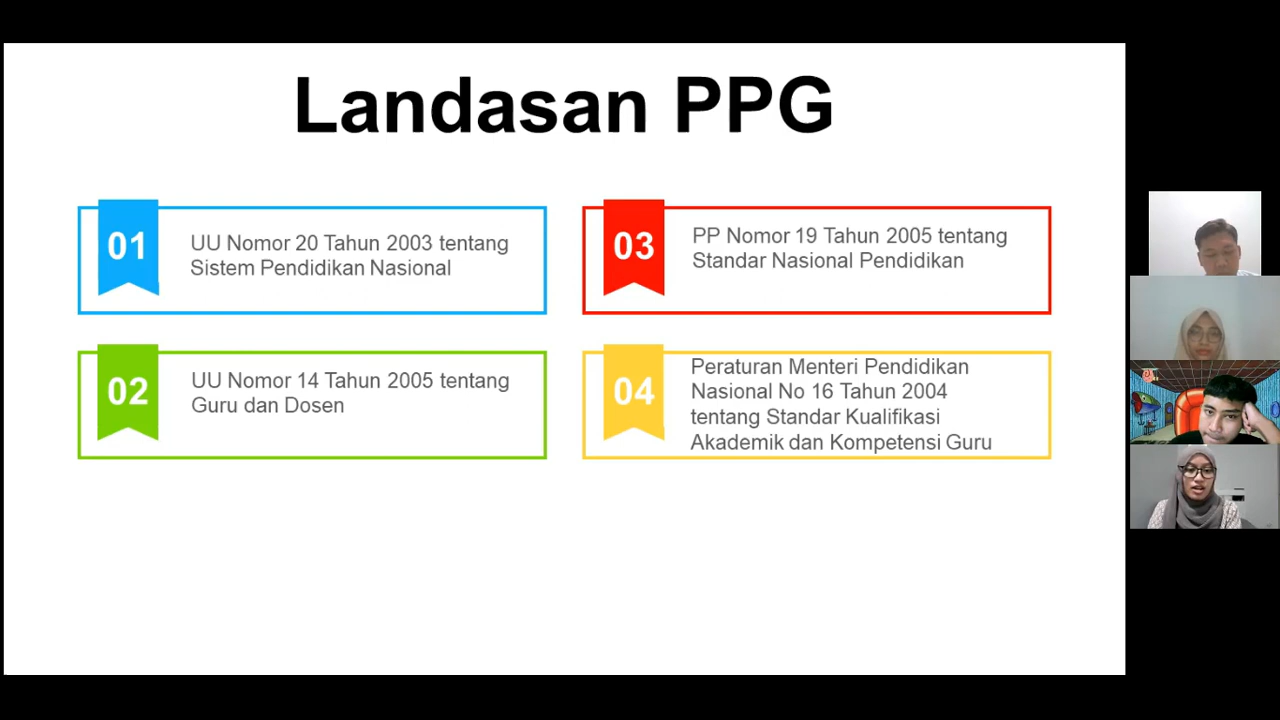 Landasan PPG
01
UU Nomor 20 Tahun 2003 tentang
Sistem Pendidikan Nasional
02
UU Nomor 14 Tahun 2005 tentang
Guru dan Dosen
03
PP Nomor 19 Tahun 2005 tentang
Standar Nasional Pendidikan
04
Peraturan Menteri Pendidikan
Nasional No 16 Tahun 2004
tentang Standar Kualifikasi
Akademik dan Kompetensi Guru